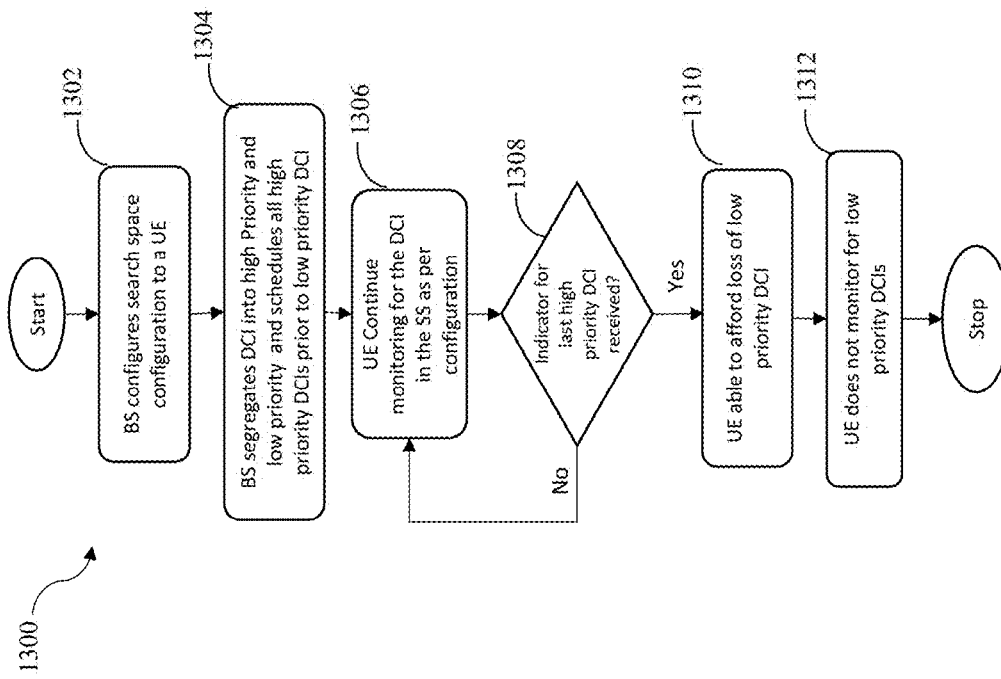 1300
Start
1302
BS configures search space
configuration to a UE
1304
BS segregates DCI into high Priority and
low priority and schedules all high
priority DCIs prior to low priority DCI
1306
UE Continue
monitoring for the DCI
in the SS as per
configuration
1308
Indicator for
last high
priority DCI
received?
No
Yes
1310
UE able to afford loss of low
priority DCI
1312
UE does not monitor for low
priority DCIs
Stop